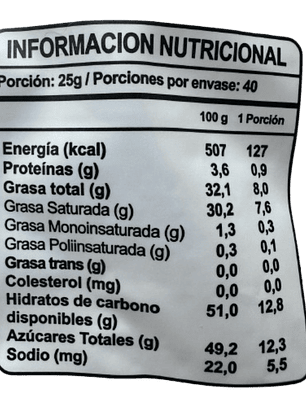 INFORMACION NUTRICIONAL
Porción: 25g / Porciones por envase: 40
100 g 1 Porción
Energía (kcal) 507 127
Proteínas (g) 3,6 0,9
Grasa total (g) 32,1 8,0
Grasa Saturada (g) 30,2 7,6
Grasa Monoinsaturada (g) 1,3 0,3
Grasa Poliinsaturada (g) 0,3 0,1
Grasa trans (g) 0,0 0,0
Colesterol (mg) 0,0 0,0
Hidratos de carbono
disponibles (g) 51,0 12,8
Azúcares Totales (g) 49,2 12,3
Sodio (mg) 22,0 5,5